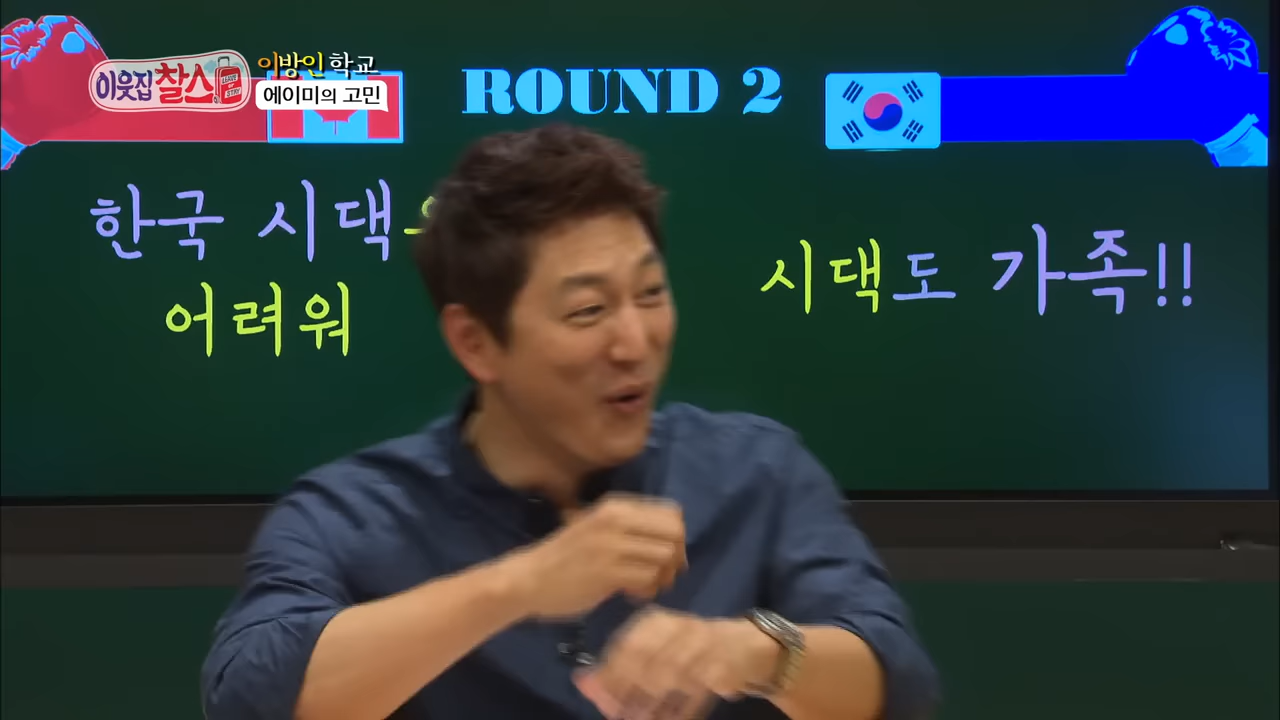 이웃집 찰스
LEAVE or STAY
이방인 학교
에이미의 고민
ROUND 2
한국 시댁
어려워
시댁도 가족!!